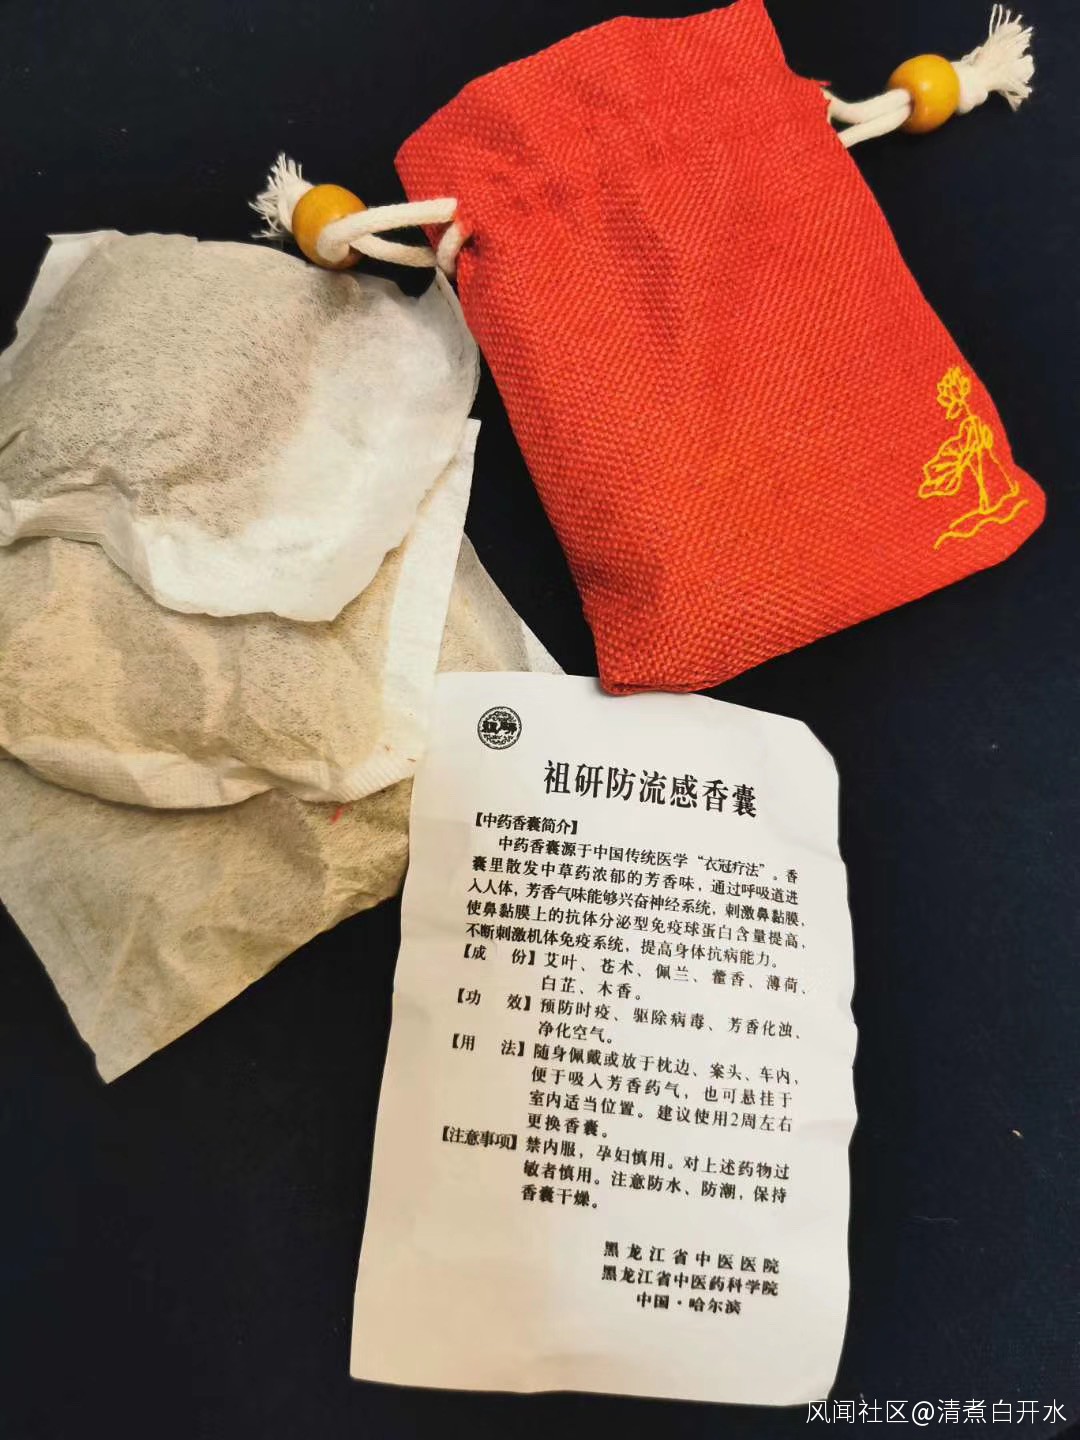 祖研
祖研防流感香囊
【中药香囊简介】
中药香囊源于中国传统医学“衣冠疗法”。香
囊里散发中草药浓郁的芳香味，通过呼吸道进
入人体，芳香气味能够兴奋神经系统，刺激鼻黏膜，
使鼻黏膜上的抗体分泌型免疫球蛋白含量提高，
不断刺激机体免疫系统，提高身体抗病能力。
【成 份】艾叶、苍术、佩兰、藿香、薄荷、
白芷、木香。
【功 效】预防时疫、驱除病毒、芳香化浊、
净化空气。
【用 法】随身佩戴或放于枕边、案头、车内，
便于吸入芳香药气，也可悬挂于
室内适当位置。建议使用2周左右
更换香囊。
【注意事项】禁内服，孕妇慎用。对上述药物过
敏者慎用。注意防水、防潮，保持
香囊干燥。
黑龙江省中医医院
黑龙江省中医药科学院
中国·哈尔滨
风闻社区@清煮白开水